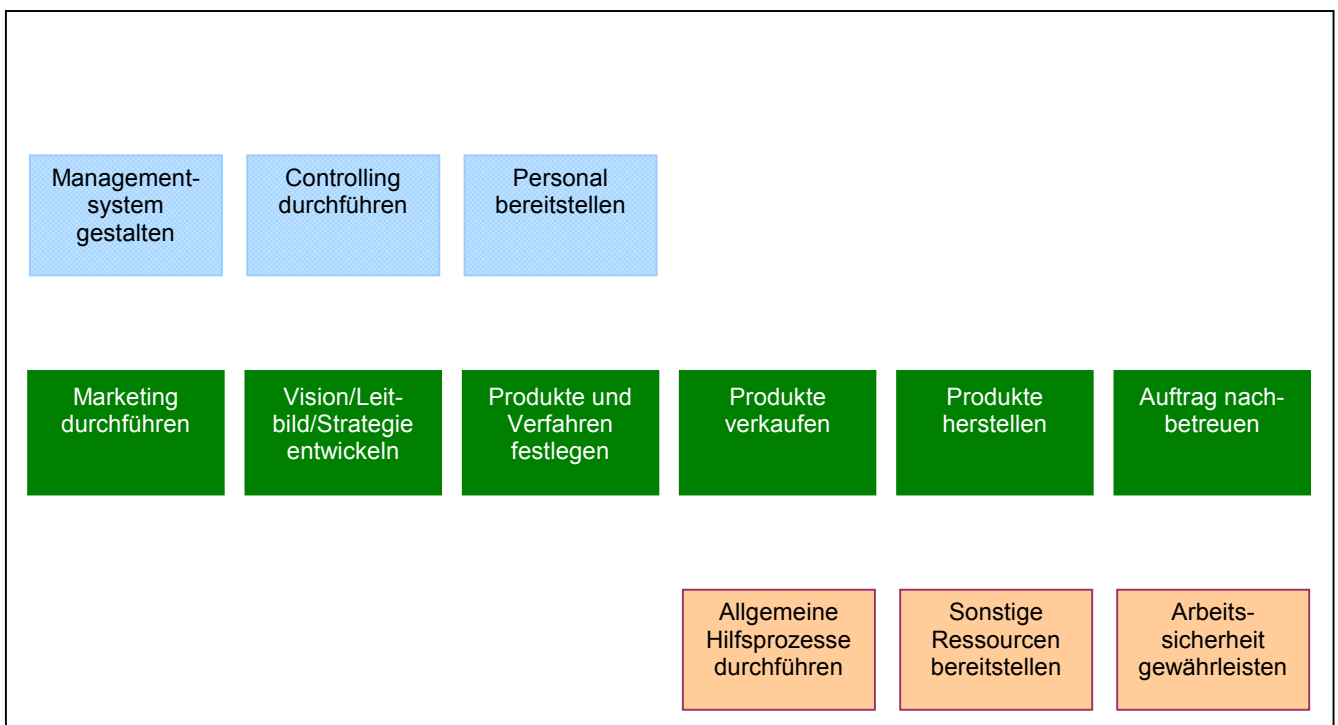 Management-
system
gestalten
Controlling
durchführen
Personal
bereitstellen
Marketing
durchführen
Vision/Leit-
bild/Strategie
entwickeln
Produkte und
Verfahren
festlegen
Produkte
verkaufen
Produkte
herstellen
Auftrag nach-
betreuen
Allgemeine
Hilfsprozesse
durchführen
Sonstige
Ressourcen
bereitstellen
Arbeits-
sicherheit
gewährleisten